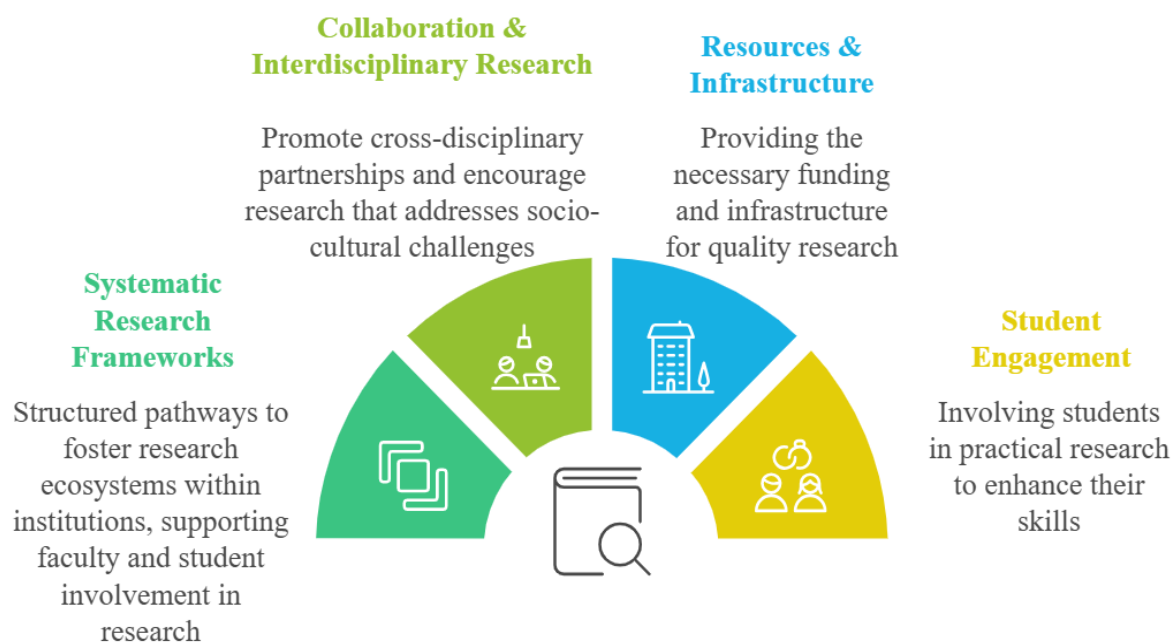 Collaboration &
Interdisciplinary Research
Promote cross-disciplinary
partnerships and encourage
research that addresses socio-
cultural challenges
Resources &
Infrastructure
Providing the
necessary funding
and infrastructure
for quality research
Systematic
Research
Frameworks
Structured pathways to
foster research
ecosystems within
institutions, supporting
faculty and student
involvement in
research
Student
Engagement
Involving students
in practical research
to enhance their
skills